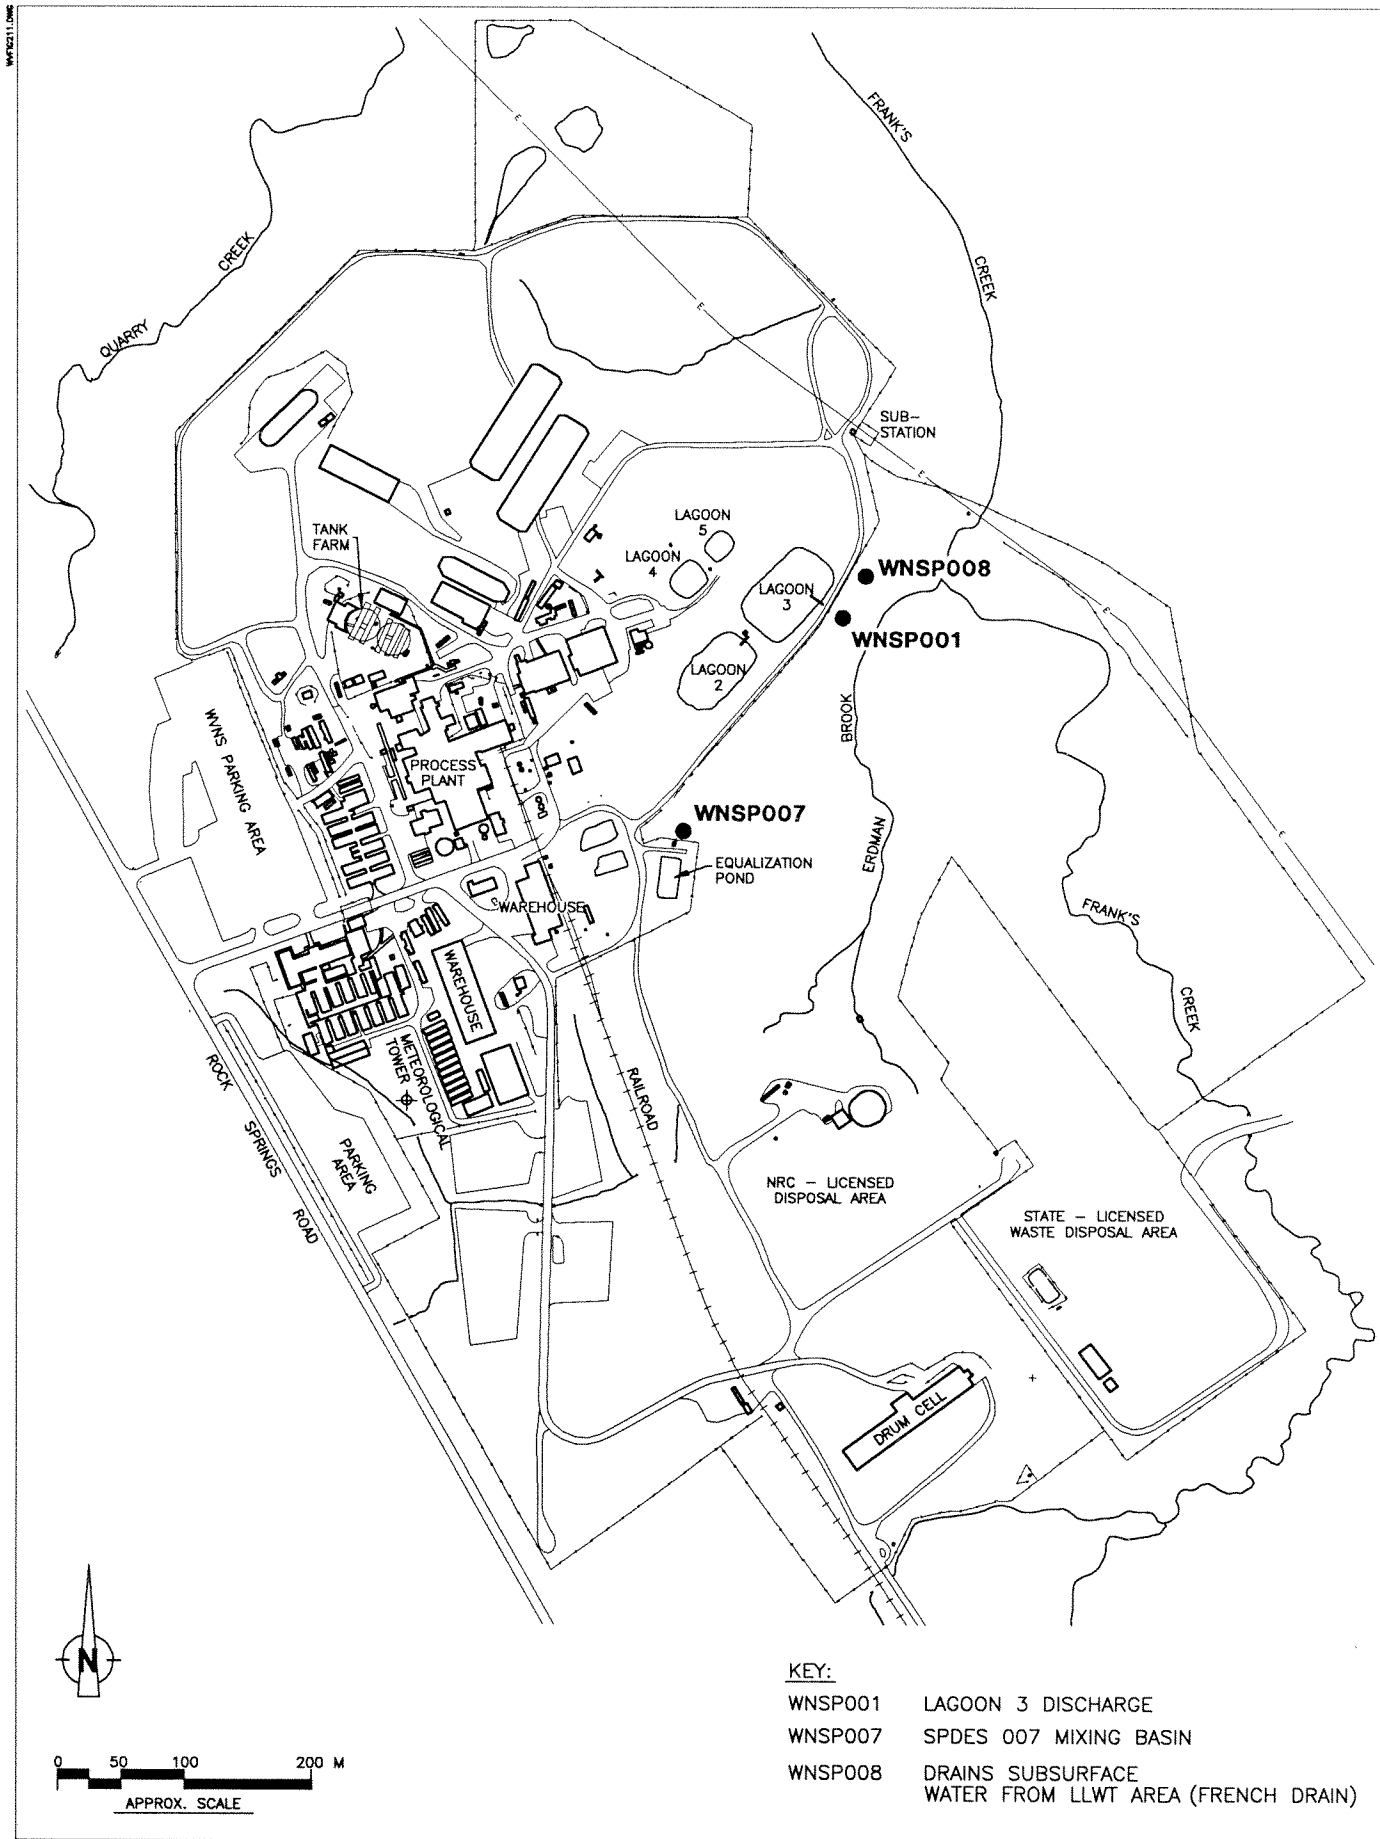 WVFIG211.DWG
FRANK'S
CREEK
QUARRY
CREEK
SUB-
STATION
TANK
FARM
LAGOON
5
LAGOON
4
LAGOON
3
LAGOON
2
WNSP008
WNSP001
BROOK
ERDMAN
WVNS PARKING AREA
PROCESS
PLANT
WNSP007
EQUALIZATION
POND
WAREHOUSE
WAREHOUSE
FRANK'S
CREEK
METEOROLOGICAL
TOWER
RAILROAD
ROCK
SPRINGS
ROAD
PARKING
AREA
NRC - LICENSED
DISPOSAL AREA
STATE - LICENSED
WASTE DISPOSAL AREA
DRUM CELL
E
E
E
E
E
N
0 50 100 200 M
APPROX. SCALE
KEY:
WNSP001 LAGOON 3 DISCHARGE
WNSP007 SPDES 007 MIXING BASIN
WNSP008 DRAINS SUBSURFACE
WATER FROM LLWT AREA (FRENCH DRAIN)